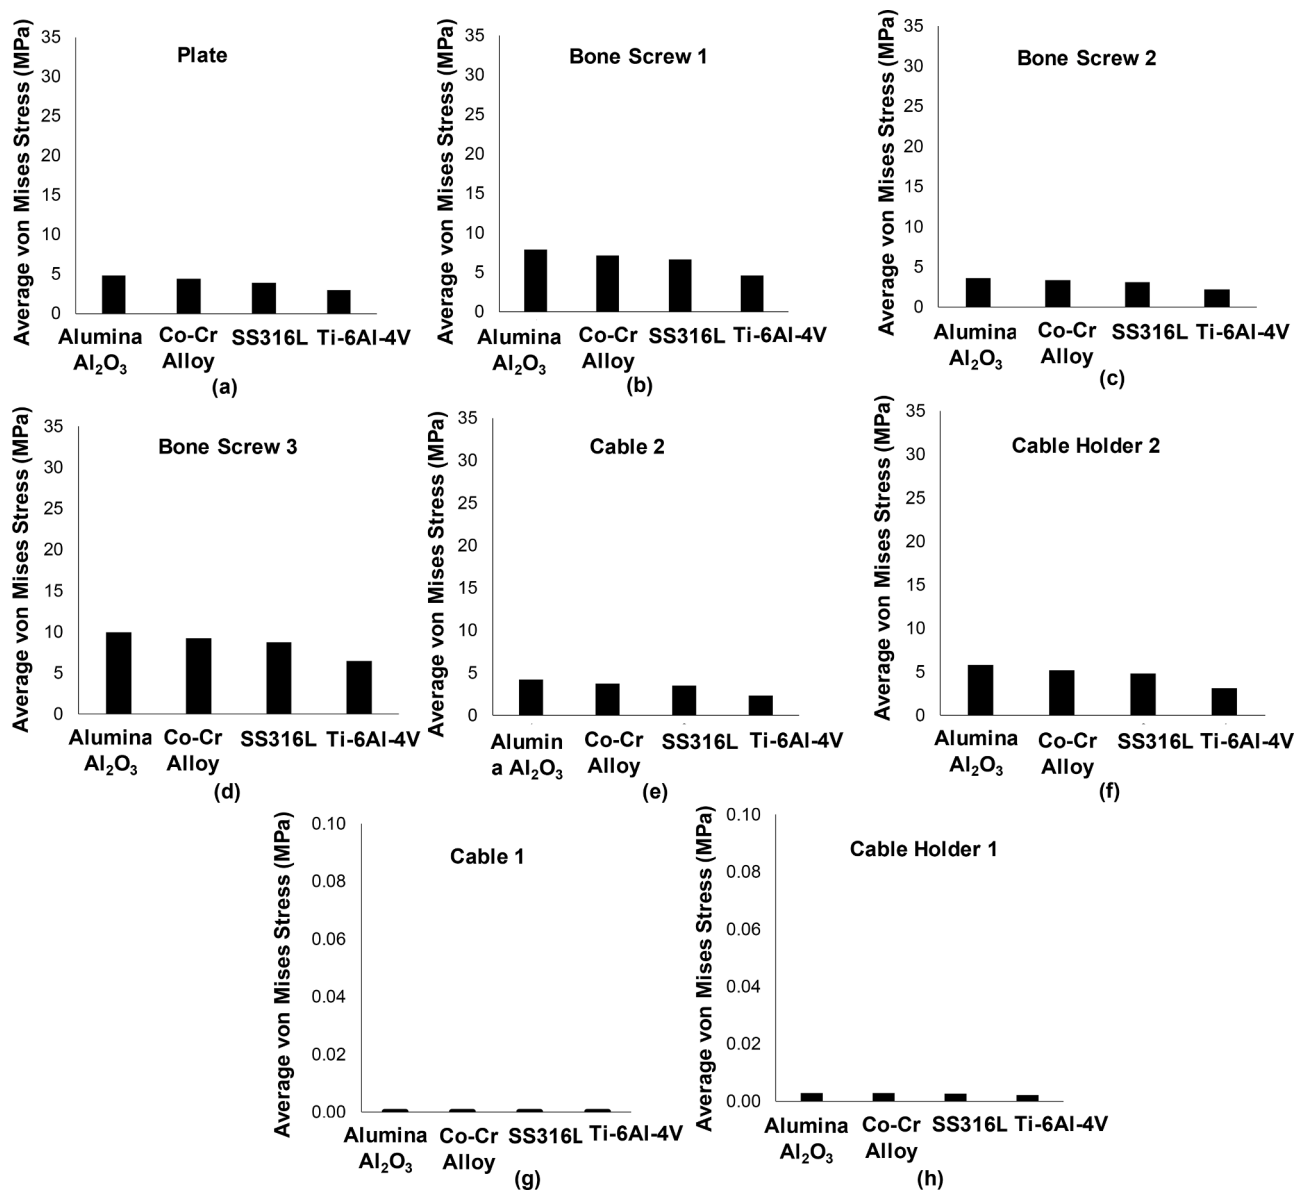 Plate
Average von Mises Stress (MPa)
35
30
25
20
15
10
5
0
Alumina Al₂O₃
Co-Cr Alloy
SS316L
Ti-6Al-4V
(a)
Bone Screw 1
Average von Mises Stress (MPa)
35
30
25
20
15
10
5
0
Alumina Al₂O₃
Co-Cr Alloy
SS316L
Ti-6Al-4V
(b)
Bone Screw 2
Average von Mises Stress (MPa)
35
30
25
20
15
10
5
0
Alumina Al₂O₃
Co-Cr Alloy
SS316L
Ti-6Al-4V
(c)
Bone Screw 3
Average von Mises Stress (MPa)
35
30
25
20
15
10
5
0
Alumina Al₂O₃
Co-Cr Alloy
SS316L
Ti-6Al-4V
(d)
Cable 2
Average von Mises Stress (MPa)
35
30
25
20
15
10
5
0
Alumin
a Al₂O₃
Co-Cr Alloy
SS316L
Ti-6Al-4V
(e)
Cable Holder 2
Average von Mises Stress (MPa)
35
30
25
20
15
10
5
0
Alumina Al₂O₃
Co-Cr Alloy
SS316L
Ti-6Al-4V
(f)
Cable 1
Average von Mises Stress (MPa)
0.10
0.08
0.06
0.04
0.02
0.00
Alumina Al₂O₃
Co-Cr Alloy
SS316L
Ti-6Al-4V
(g)
Cable Holder 1
Average von Mises Stress (MPa)
0.10
0.08
0.06
0.04
0.02
0.00
Alumina Al₂O₃
Co-Cr Alloy
SS316L
Ti-6Al-4V
(h)